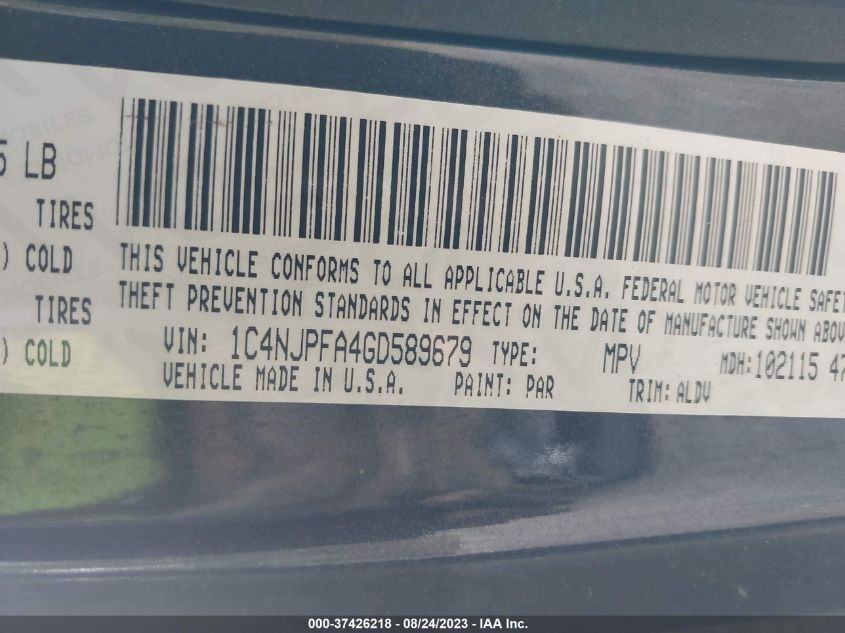 5 LB
TIRES
) COLD
TIRES
) COLD
THIS VEHICLE CONFORMS TO ALL APPLICABLE U.S.A. FEDERAL MOTOR VEHICLE SAFET
THEFT PREVENTION STANDARDS IN EFFECT ON THE DATE OF MANUFACTURE SHOWN ABOV
VIN: 1C4NJPFA4GD589679 TYPE: MPV MDH:102115 47
VEHICLE MADE IN U.S.A. PAINT: PAR TRIM: ALDV
000-37426218 - 08/24/2023 - IAA Inc.